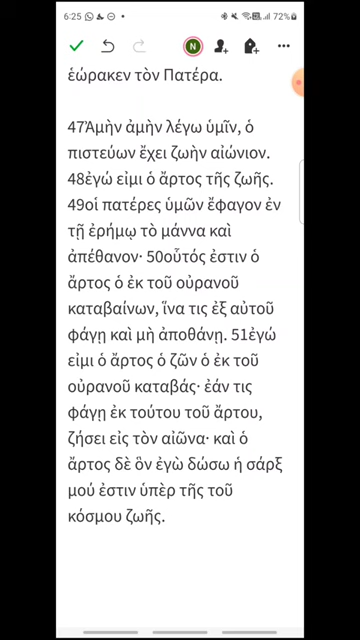 6:25 72%
N
ἑώρακεν τὸν Πατέρα.
47Ἀμὴν ἀμὴν λέγω ὑμῖν, ὁ
πιστεύων ἔχει ζωὴν αἰώνιον.
48ἐγώ εἰμι ὁ ἄρτος τῆς ζωῆς.
49οἱ πατέρες ὑμῶν ἔφαγον ἐν
τῇ ἐρήμῳ τὸ μάννα καὶ
ἀπέθανον· 50οὗτός ἐστιν ὁ
ἄρτος ὁ ἐκ τοῦ οὐρανοῦ
καταβαίνων, ἵνα τις ἐξ αὐτοῦ
φάγῃ καὶ μὴ ἀποθάνῃ. 51ἐγώ
εἰμι ὁ ἄρτος ὁ ζῶν ὁ ἐκ τοῦ
οὐρανοῦ καταβάς· ἐάν τις
φάγῃ ἐκ τούτου τοῦ ἄρτου,
ζήσει εἰς τὸν αἰῶνα· καὶ ὁ
ἄρτος δὲ ὃν ἐγὼ δώσω ἡ σάρξ
μού ἐστιν ὑπὲρ τῆς τοῦ
κόσμου ζωῆς.